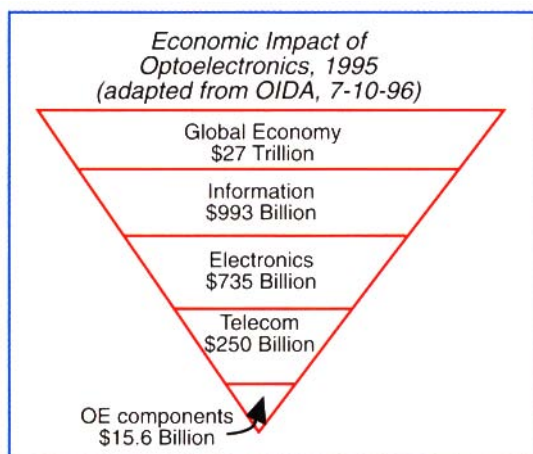 Economic Impact of
Optoelectronics, 1995
(adapted from OIDA, 7-10-96)
Global Economy
$27 Trillion
Information
$993 Billion
Electronics
$735 Billion
Telecom
$250 Billion
OE components
$15.6 Billion